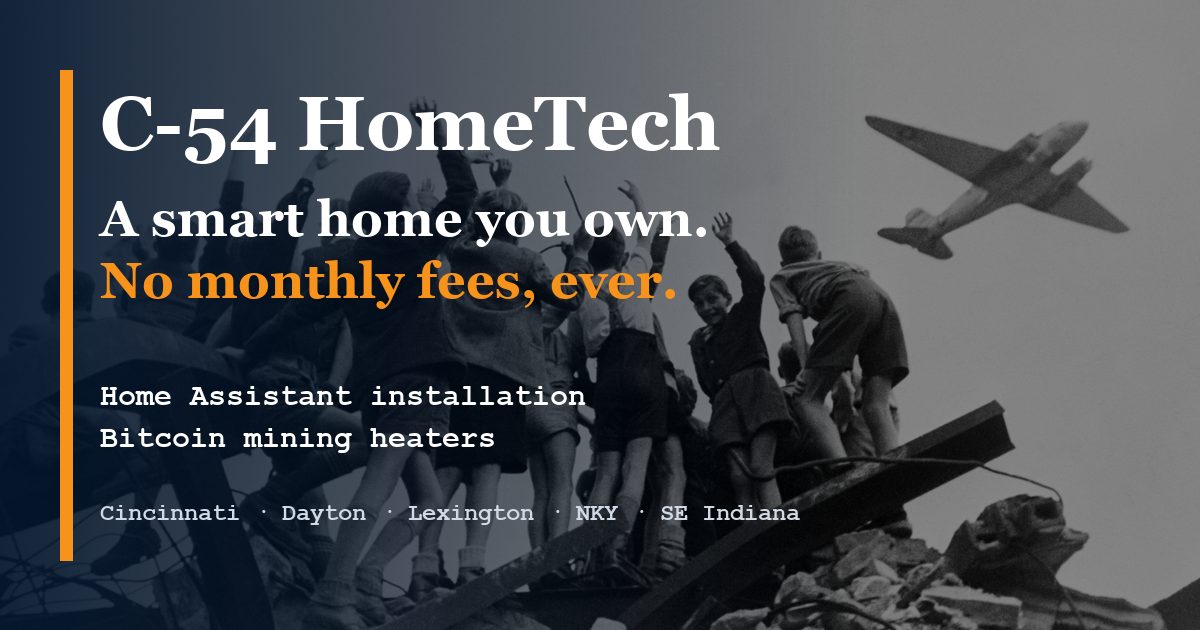 C-54 HomeTech
A smart home you own.
No monthly fees, ever.
Home Assistant installation
Bitcoin mining heaters
Cincinnati · Dayton · Lexington · NKY · SE Indiana